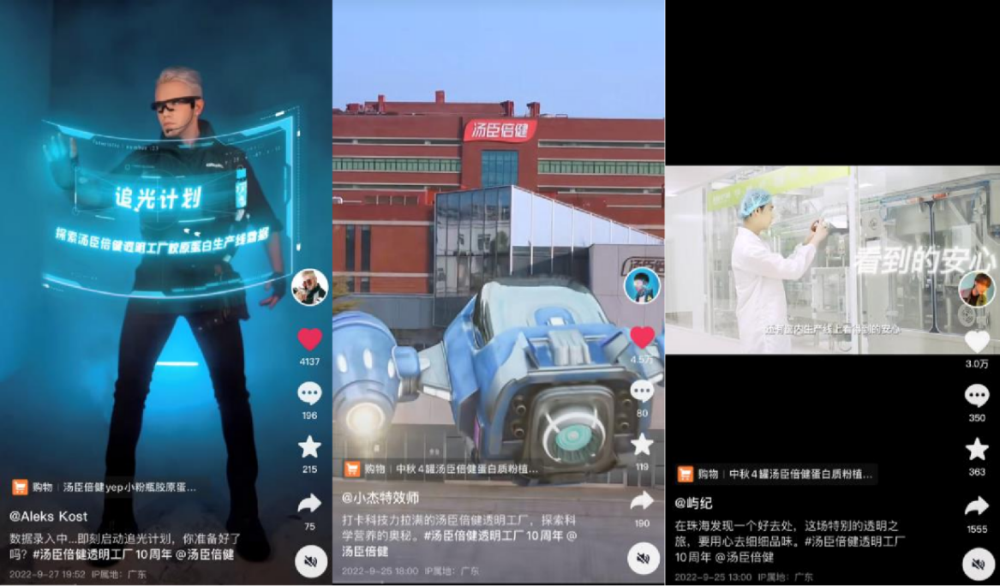 追光计划
探索汤臣倍健透明工厂胶原蛋白生产线数据
4137
196
215
75
购物 | 汤臣倍健yep小粉瓶胶原蛋...
@Aleks Kost
数据录入中...即刻启动追光计划，你准备好了
吗？#汤臣倍健透明工厂10周年 @汤臣倍健
2022-9-27 19:52 IP属地：广东
汤臣倍健
汤臣倍
4.5万
80
119
190
购物 | 中秋4罐汤臣倍健蛋白质粉植...
@小杰特效师
打卡科技力拉满的汤臣倍健透明工厂，探索科
学营养的奥秘。#汤臣倍健透明工厂10周年 @
汤臣倍健
2022-9-25 18:00 IP属地：广东
看到的安心
生产线上看得到的安心
3.0万
350
363
1555
购物 | 中秋4罐汤臣倍健蛋白质粉植...
@屿纪
在珠海发现一个好去处，这场特别的透明之
旅，要用心去细细品味。#汤臣倍健透明工厂
10周年 @汤臣倍健
2022-9-25 13:00 IP属地：广东